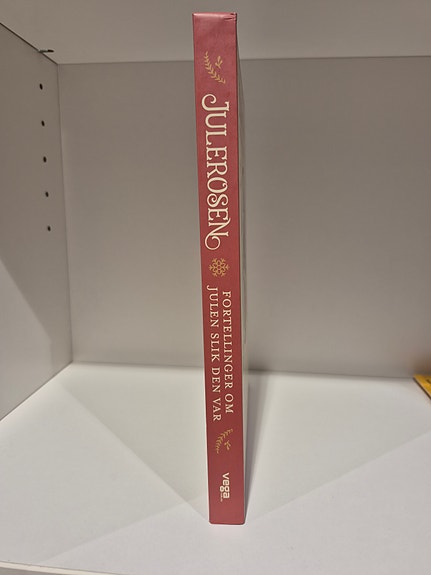 JULEROSEN
FORTELLINGER OM
JULEN SLIK DEN VAR
vega